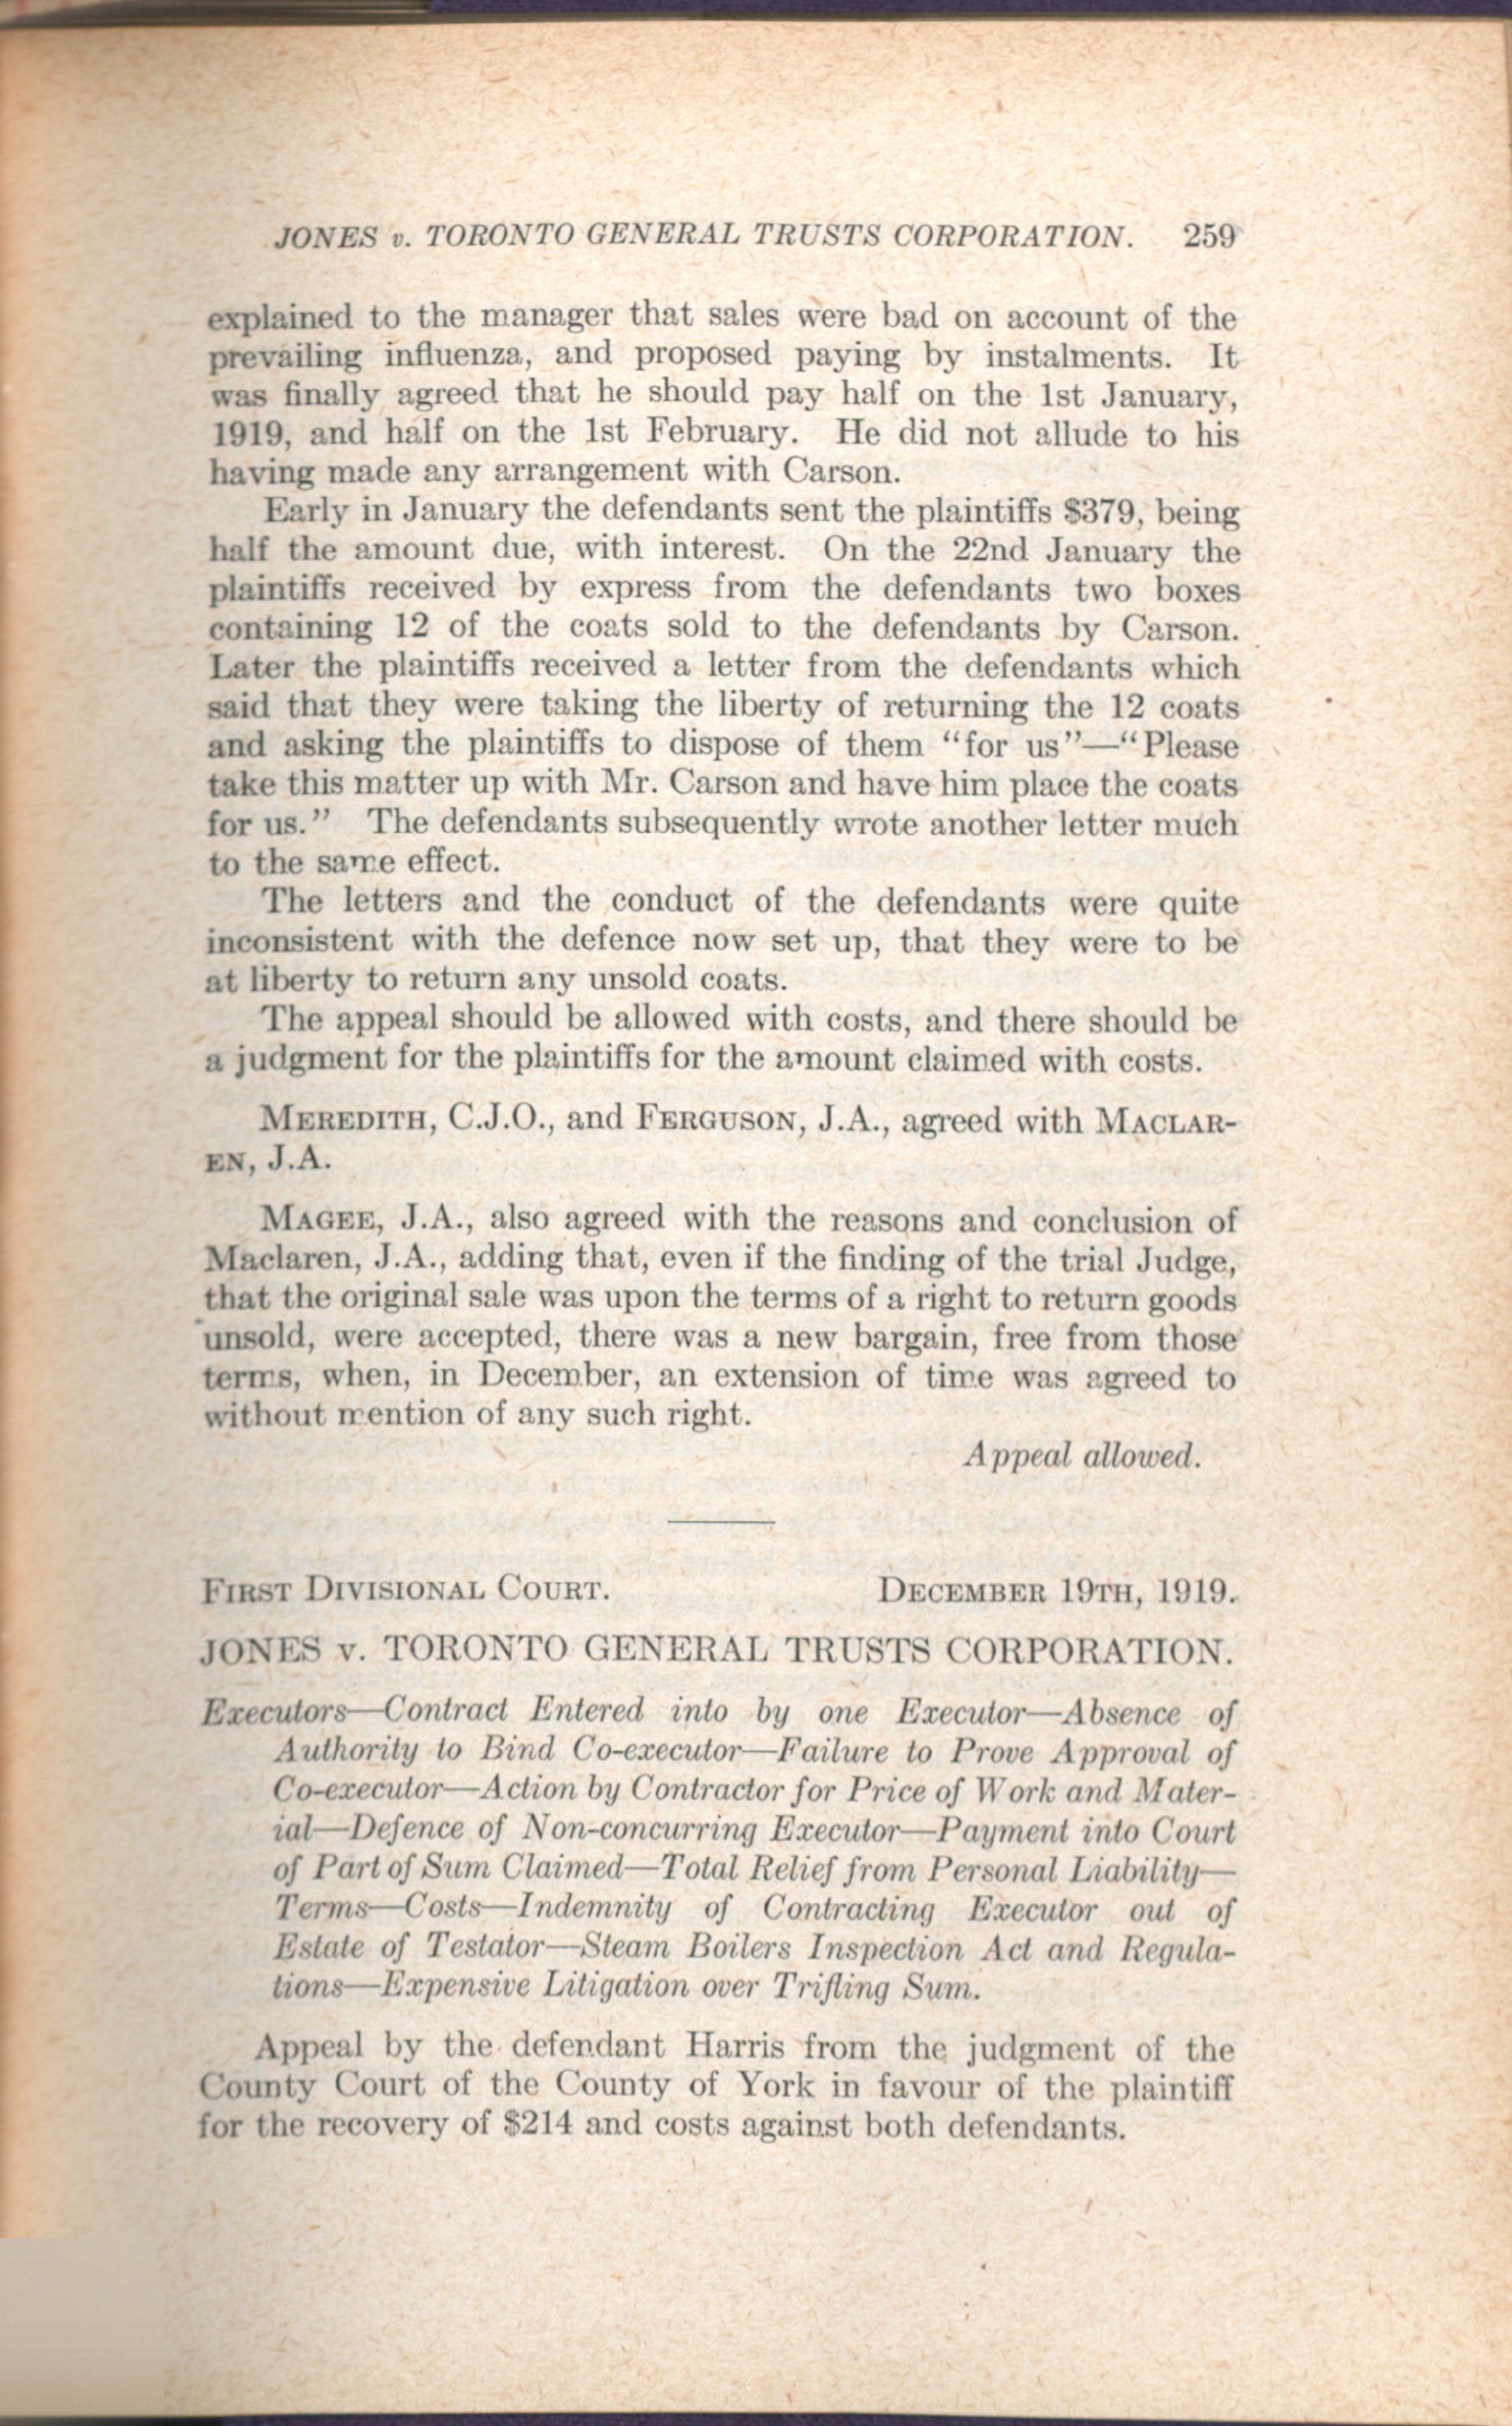 JONES v. TORONTO GENERAL TRUSTS CORPORATION. 259
explained to the manager that sales were bad on account of the
prevailing influenza, and proposed paying by instalments. It
was finally agreed that he should pay half on the 1st January,
1919, and half on the 1st February. He did not allude to his
having made any arrangement with Carson.
Early in January the defendants sent the plaintiffs $379, being
half the amount due, with interest. On the 22nd January the
plaintiffs received by express from the defendants two boxes
containing 12 of the coats sold to the defendants by Carson.
Later the plaintiffs received a letter from the defendants which
said that they were taking the liberty of returning the 12 coats
and asking the plaintiffs to dispose of them "for us"—"Please
take this matter up with Mr. Carson and have him place the coats
for us." The defendants subsequently wrote another letter much
to the same effect.
The letters and the conduct of the defendants were quite
inconsistent with the defence now set up, that they were to be
at liberty to return any unsold coats.
The appeal should be allowed with costs, and there should be
a judgment for the plaintiffs for the amount claimed with costs.
MEREDITH, C.J.O., and FERGUSON, J.A., agreed with MACLAR-
EN, J.A.
MAGEE, J.A., also agreed with the reasons and conclusion of
Maclaren, J.A., adding that, even if the finding of the trial Judge,
that the original sale was upon the terms of a right to return goods
unsold, were accepted, there was a new bargain, free from those
terms, when, in December, an extension of time was agreed to
without mention of any such right.
Appeal allowed.
FIRST DIVISIONAL COURT. DECEMBER 19TH, 1919.
JONES v. TORONTO GENERAL TRUSTS CORPORATION.
Executors—Contract Entered into by one Executor—Absence of
Authority to Bind Co-executor—Failure to Prove Approval of
Co-executor—Action by Contractor for Price of Work and Mater-
ial—Defence of Non-concurring Executor—Payment into Court
of Part of Sum Claimed—Total Relief from Personal Liability—
Terms—Costs—Indemnity of Contracting Executor out of
Estate of Testator—Steam Boilers Inspection Act and Regula-
tions—Expensive Litigation over Trifling Sum.
Appeal by the defendant Harris from the judgment of the
County Court of the County of York in favour of the plaintiff
for the recovery of $214 and costs against both defendants.